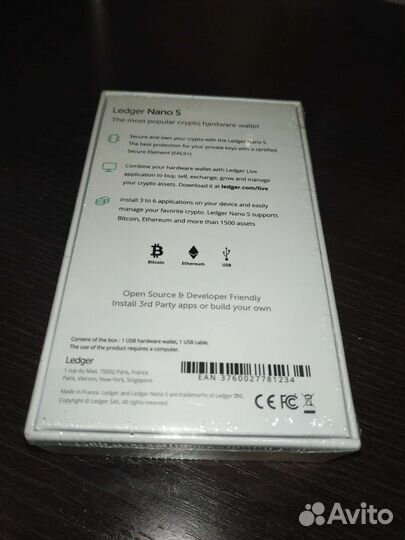 Ledger Nano S
The most popular crypto hardware wallet
Secure and own your crypto with the Ledger Nano S.
The best protection for your private keys with a certified
Secure Element (EAL5+)
Combine your hardware wallet with Ledger Live
application to buy, sell, exchange, grow and manage
your crypto assets. Download it at ledger.com/live
Install 3 to 6 applications on your device and easily
manage your favorite crypto. Ledger Nano S supports
Bitcoin, Ethereum and more than 1500 assets
Bitcoin
Ethereum
USB
Open Source & Developer Friendly
Install 3rd Party apps or build your own
Content of the box : 1 USB hardware wallet, 1 USB cable.
The use of the product requires a computer.
Ledger
1 rue du Mail, 75002 Paris, France
Paris, Vierzon, New-York, Singapore
EAN 3760027781234
Made in France. Ledger and Ledger Nano S are trademarks of Ledger SAS.
Copyright © Ledger SAS. All rights reserved.
CE FC
Avito